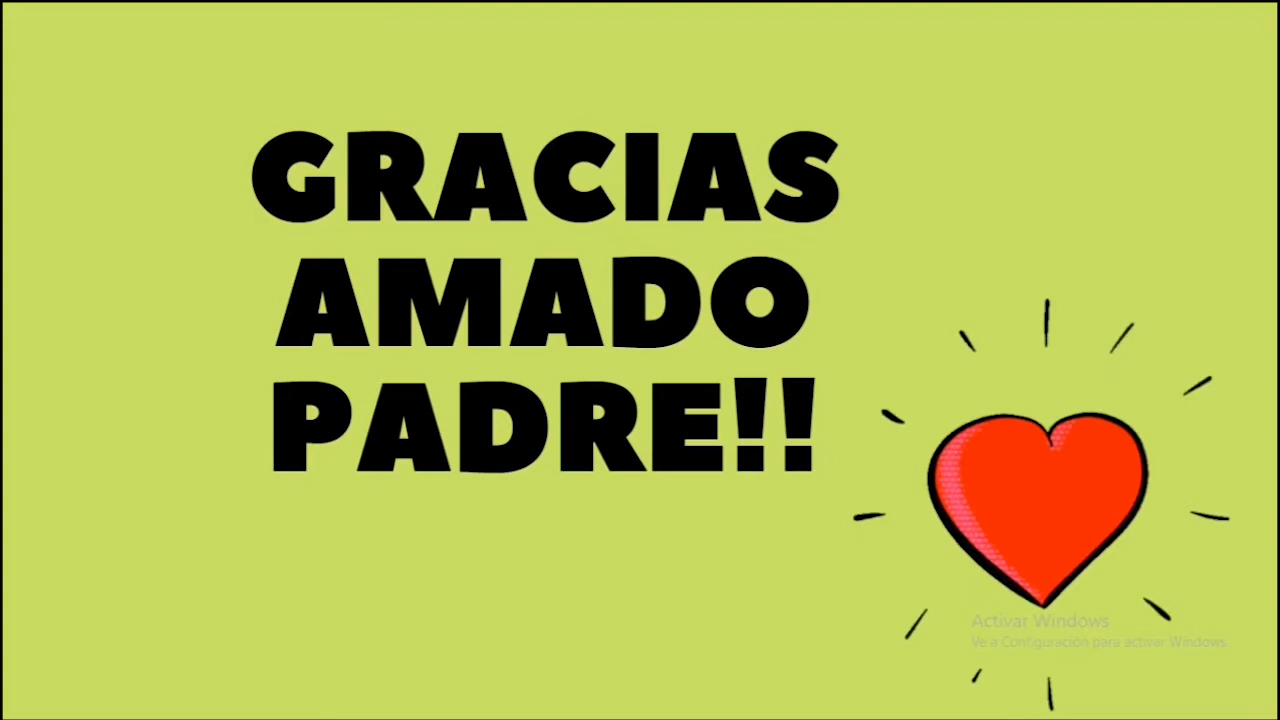 GRACIAS
AMADO
PADRE!!
Activar Windows
Ve a Configuración para activar Windows.